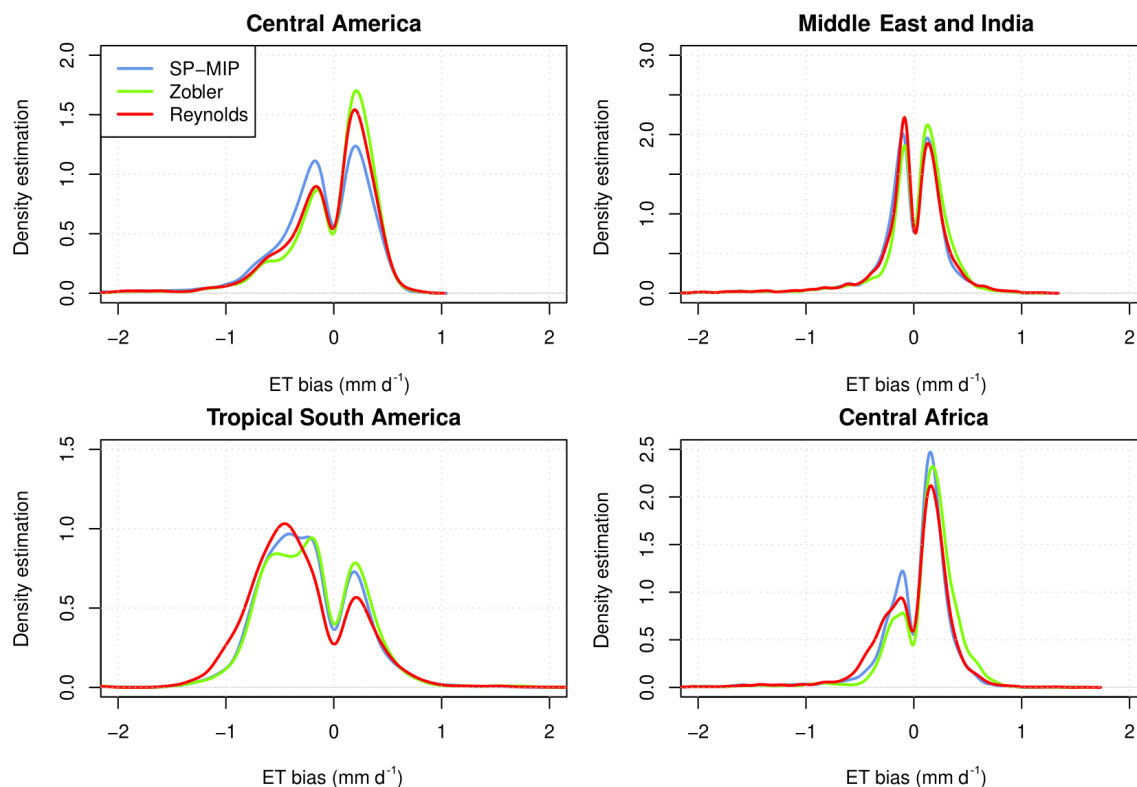 Central America
2.0
1.5
1.0
0.5
0.0
Density estimation
SP−MIP
Zobler
Reynolds
−2 −1 0 1 2
ET bias (mm d⁻¹)
Middle East and India
3.0
2.0
1.0
0.0
Density estimation
−2 −1 0 1 2
ET bias (mm d⁻¹)
Tropical South America
1.5
1.0
0.5
0.0
Density estimation
−2 −1 0 1 2
ET bias (mm d⁻¹)
Central Africa
2.5
2.0
1.5
1.0
0.5
0.0
Density estimation
−2 −1 0 1 2
ET bias (mm d⁻¹)